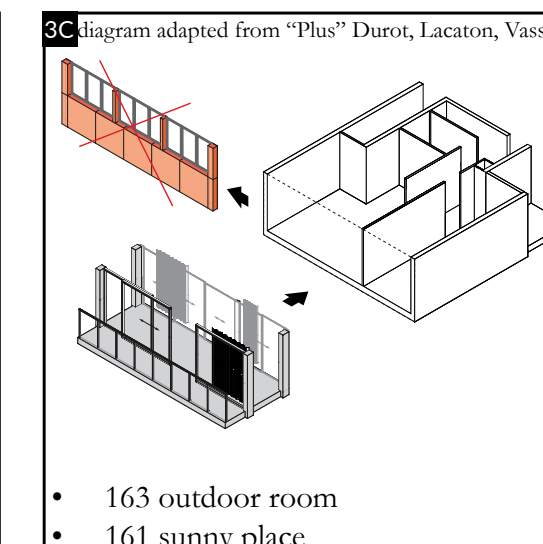 3C diagram adapted from “Plus” Durot, Lacaton, Vass
• 163 outdoor room
• 161 sunny place